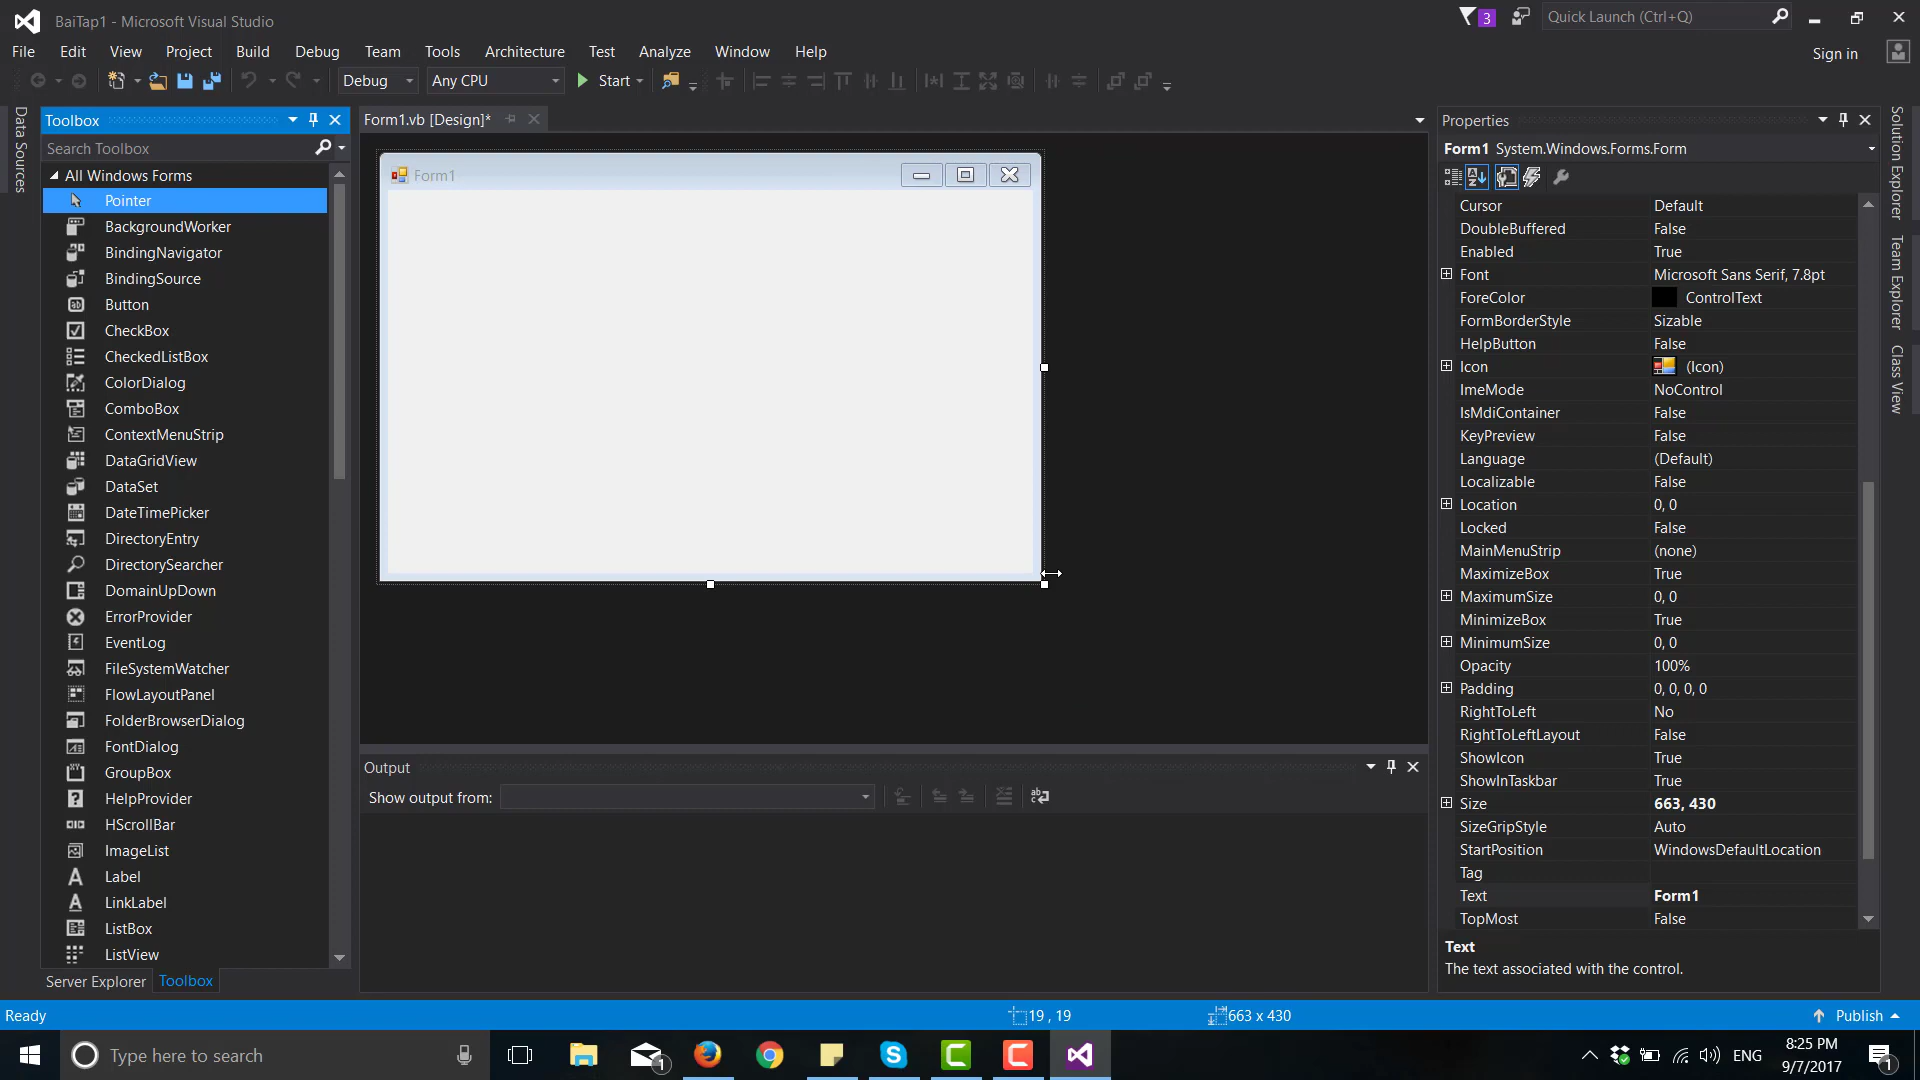 BaiTap1 - Microsoft Visual Studio
3
Quick Launch (Ctrl+Q)
File Edit View Project Build Debug Team Tools Architecture Test Analyze Window Help
Sign in
Debug Any CPU Start
Data Sources
Toolbox
Search Toolbox
All Windows Forms
Pointer
BackgroundWorker
BindingNavigator
BindingSource
Button
CheckBox
CheckedListBox
ColorDialog
ComboBox
ContextMenuStrip
DataGridView
DataSet
DateTimePicker
DirectoryEntry
DirectorySearcher
DomainUpDown
ErrorProvider
EventLog
FileSystemWatcher
FlowLayoutPanel
FolderBrowserDialog
FontDialog
GroupBox
HelpProvider
HScrollBar
ImageList
Label
LinkLabel
ListBox
ListView
Server Explorer Toolbox
Form1.vb [Design]*
Form1
Output
Show output from:
Properties
Form1 System.Windows.Forms.Form
Cursor Default
DoubleBuffered False
Enabled True
Font Microsoft Sans Serif, 7.8pt
ForeColor ControlText
FormBorderStyle Sizable
HelpButton False
Icon (Icon)
ImeMode NoControl
IsMdiContainer False
KeyPreview False
Language (Default)
Localizable False
Location 0, 0
Locked False
MainMenuStrip (none)
MaximizeBox True
MaximumSize 0, 0
MinimizeBox True
MinimumSize 0, 0
Opacity 100%
Padding 0, 0, 0, 0
RightToLeft No
RightToLeftLayout False
ShowIcon True
ShowInTaskbar True
Size 663, 430
SizeGripStyle Auto
StartPosition WindowsDefaultLocation
Tag
Text Form1
TopMost False
Text
The text associated with the control.
Solution Explorer
Team Explorer
Class View
Ready
19 , 19
663 x 430
Publish
Type here to search
1
ENG
8:25 PM
9/7/2017
1